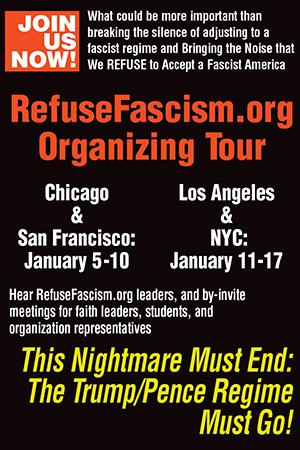 JOIN
US
NOW!
What could be more important than
breaking the silence of adjusting to a
fascist regime and Bringing the Noise that
We REFUSE to Accept a Fascist America
RefuseFascism.org
Organizing Tour
Chicago
&
San Francisco:
January 5-10
Los Angeles
&
NYC:
January 11-17
Hear RefuseFascism.org leaders, and by-invite
meetings for faith leaders, students, and
organization representatives
This Nightmare Must End:
The Trump/Pence Regime
Must Go!